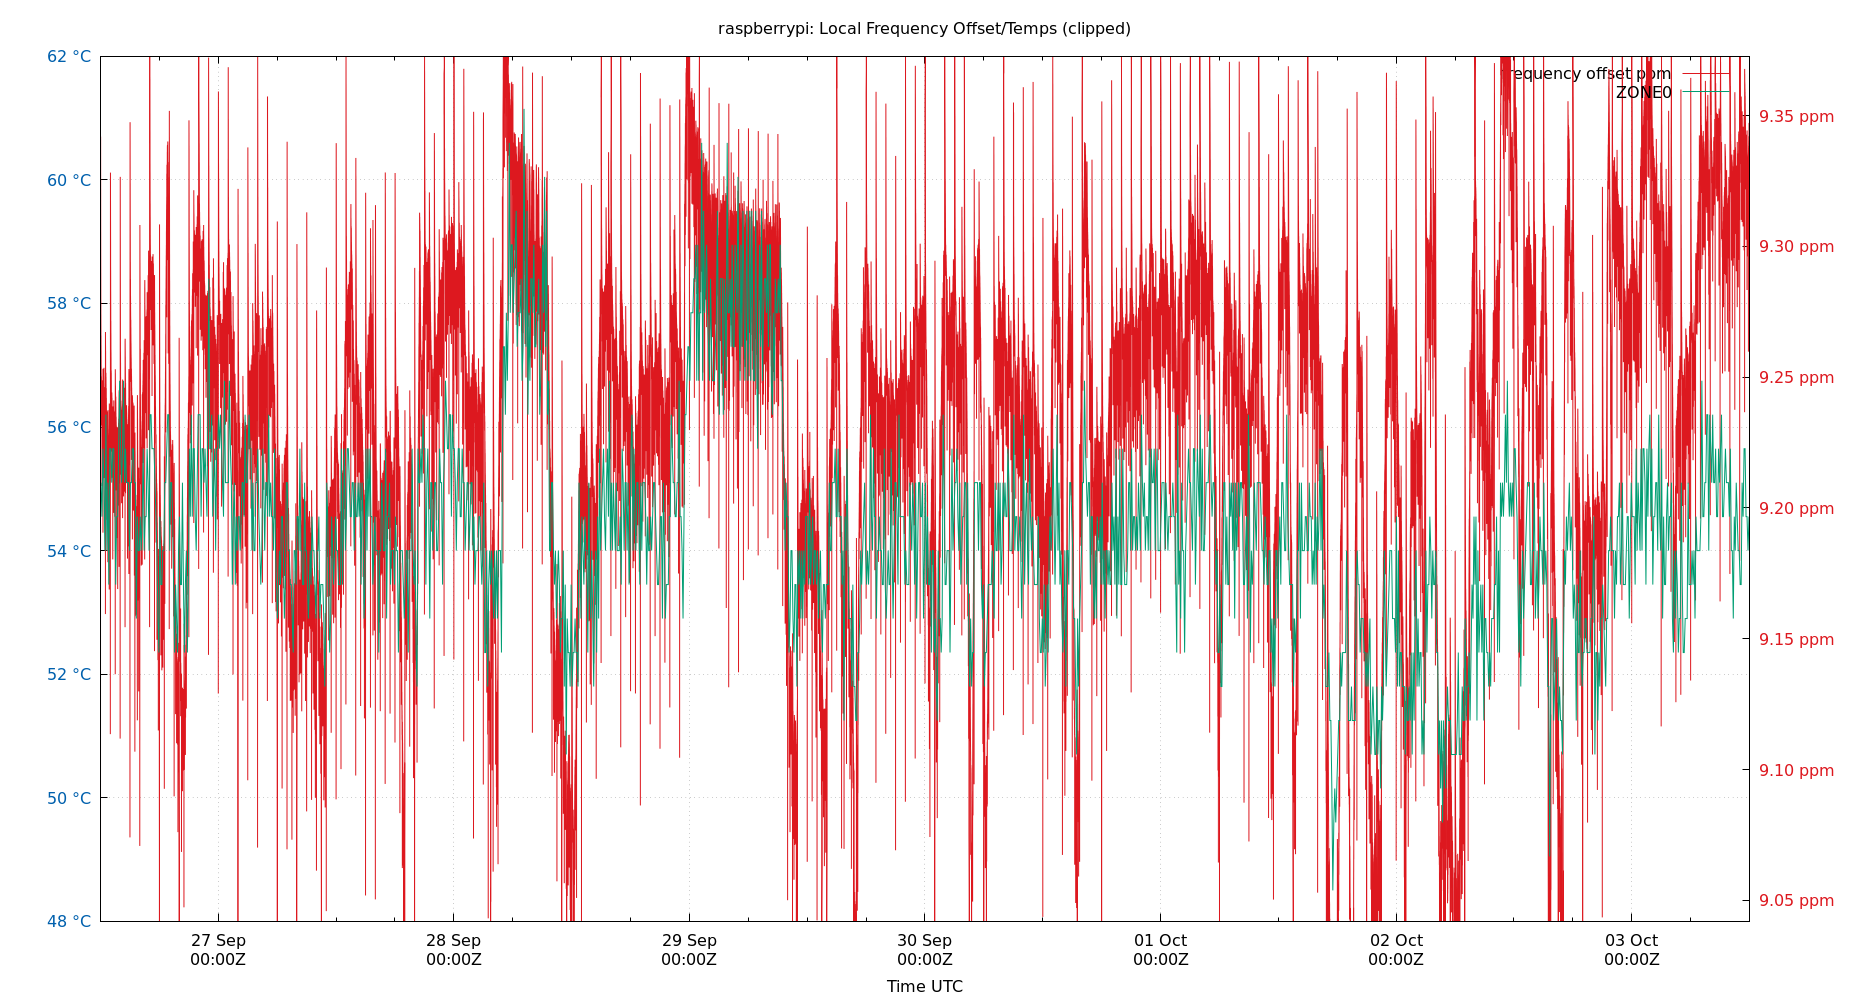 raspberrypi: Local Frequency Offset/Temps (clipped)
62 °C
60 °C
58 °C
56 °C
54 °C
52 °C
50 °C
48 °C
frequency offset ppm
ZONE0
9.35 ppm
9.30 ppm
9.25 ppm
9.20 ppm
9.15 ppm
9.10 ppm
9.05 ppm
27 Sep
00:00Z
28 Sep
00:00Z
29 Sep
00:00Z
30 Sep
00:00Z
01 Oct
00:00Z
02 Oct
00:00Z
03 Oct
00:00Z
Time UTC